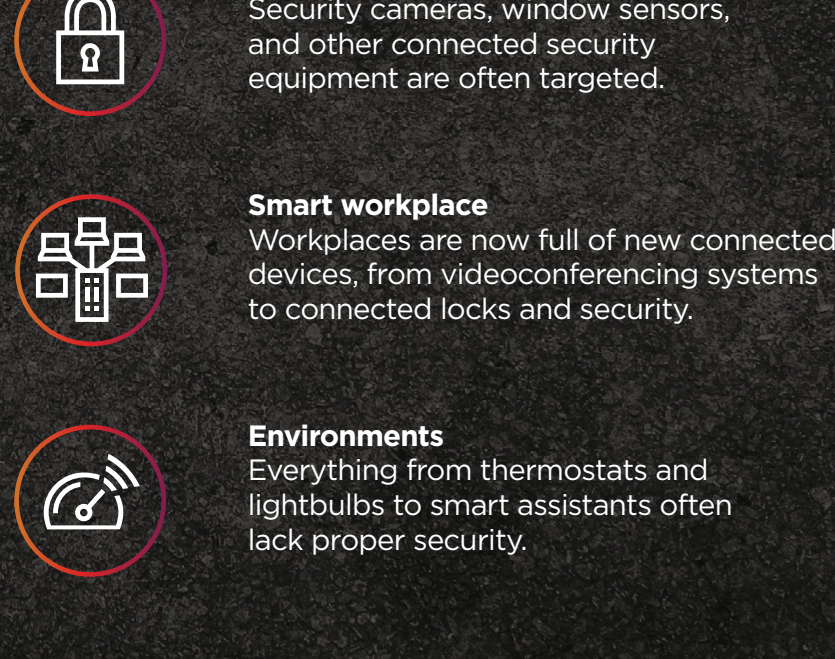 Security cameras, window sensors,
and other connected security
equipment are often targeted.
Smart workplace
Workplaces are now full of new connected
devices, from videoconferencing systems
to connected locks and security.
Environments
Everything from thermostats and
lightbulbs to smart assistants often
lack proper security.